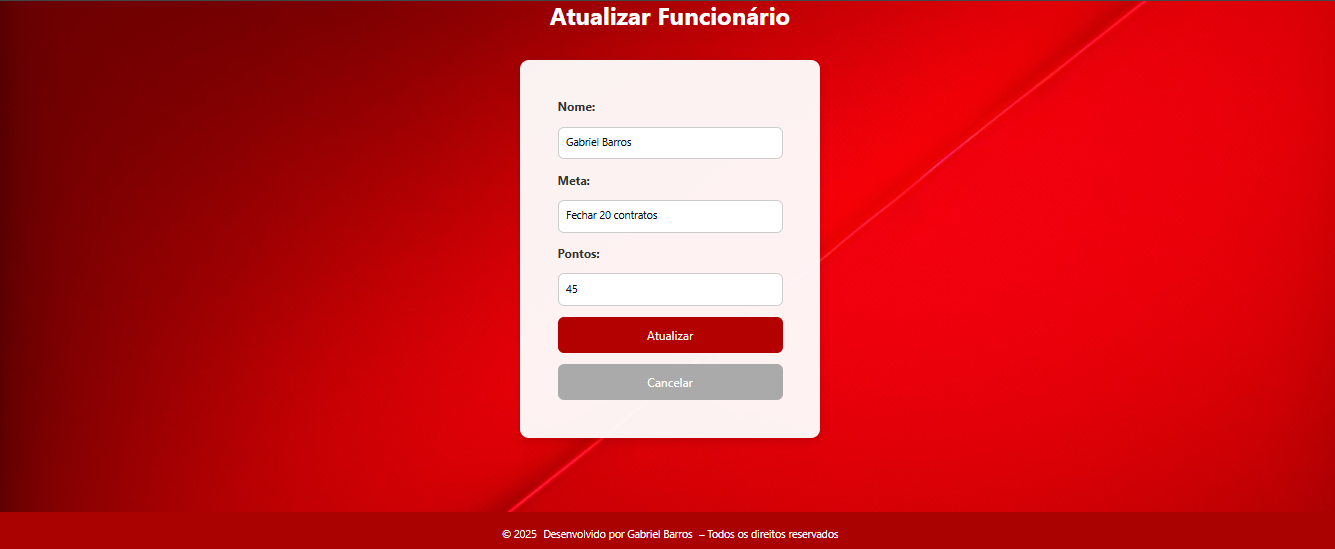 Atualizar Funcionário
Nome:
Gabriel Barros
Meta:
Fechar 20 contratos
Pontos:
45
Atualizar
Cancelar
© 2025 Desenvolvido por Gabriel Barros – Todos os direitos reservados